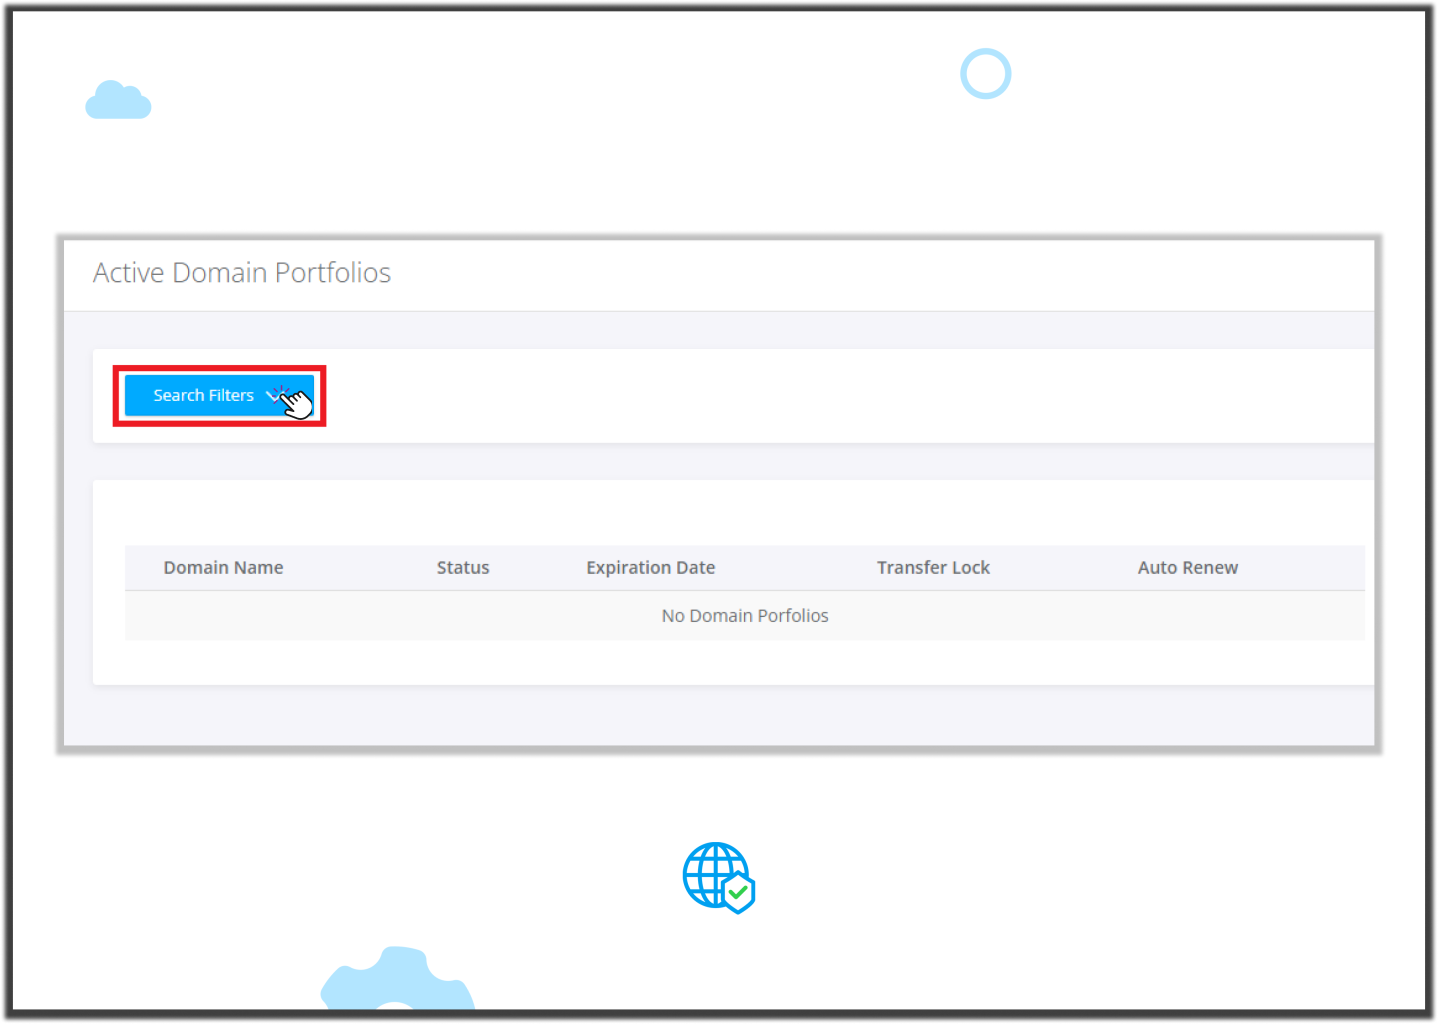 Active Domain Portfolios
Search Filters
Domain Name Status Expiration Date Transfer Lock Auto Renew
No Domain Porfolios